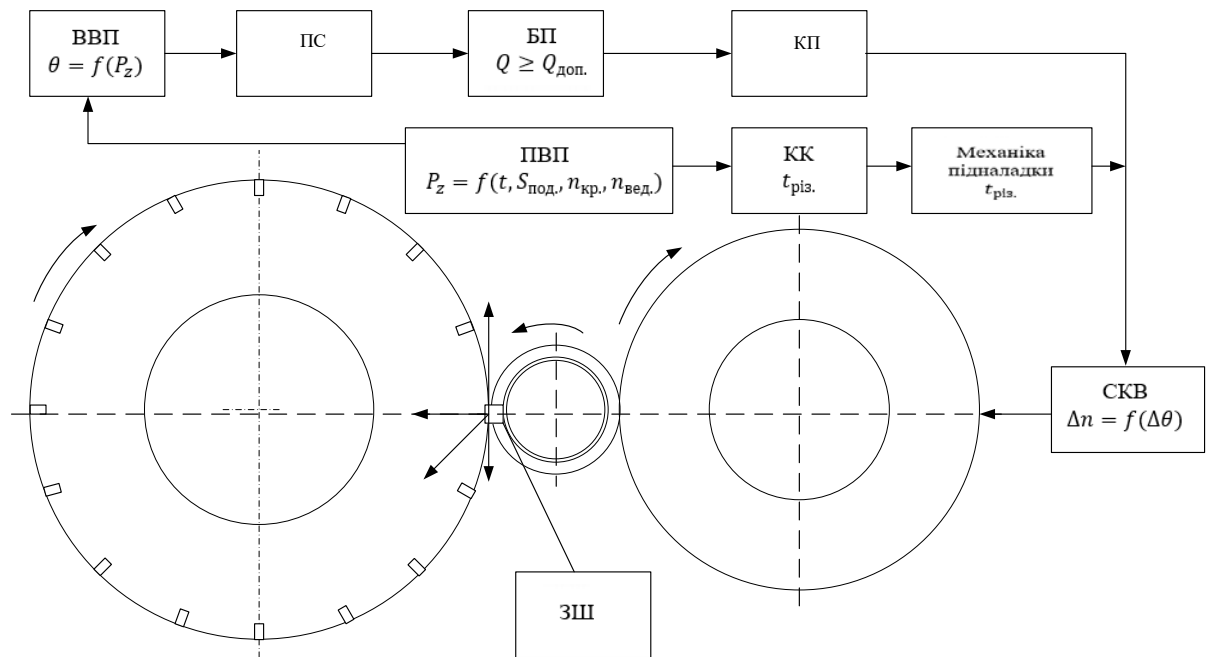 ВВП
θ = f(P_z)
ПС
БП
Q ≥ Q_доп.
КП
ПВП
P_z = f(t, S_под., n_кр., n_вед.)
КК
t_різ.
Механіка
підналадки
t_різ.
СКВ
Δn = f(Δθ)
ЗШ